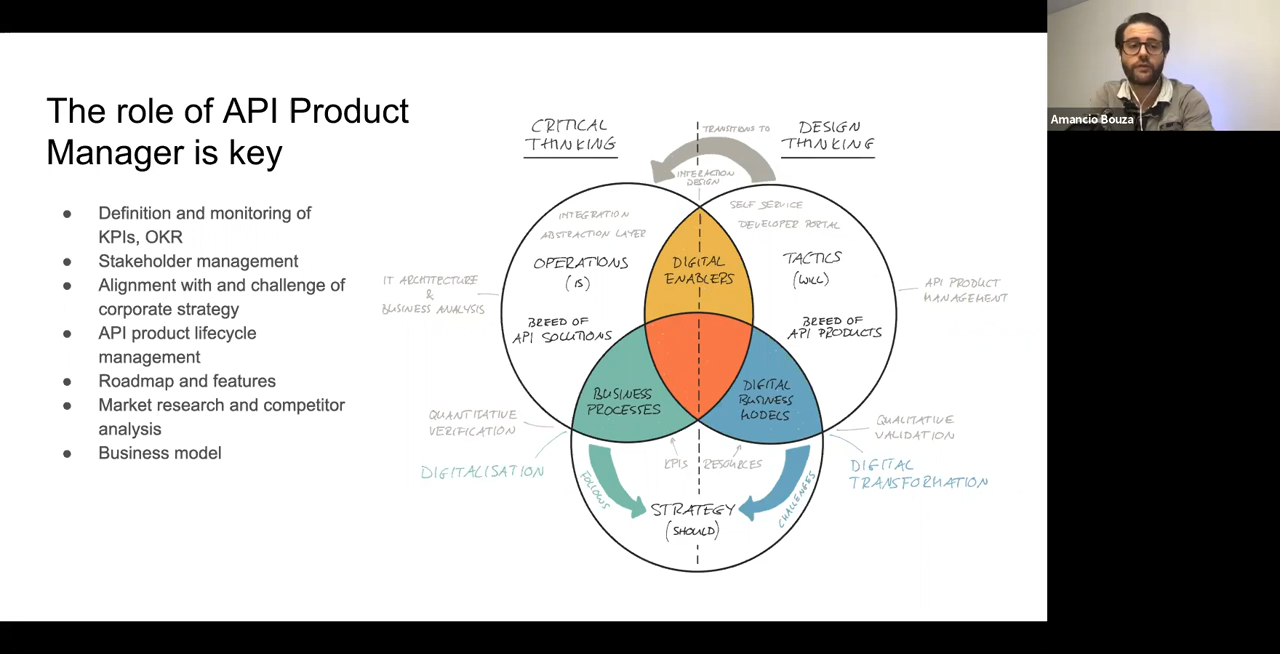 The role of API Product
Manager is key
● Definition and monitoring of
KPIs, OKR
● Stakeholder management
● Alignment with and challenge of
corporate strategy
● API product lifecycle
management
● Roadmap and features
● Market research and competitor
analysis
● Business model
CRITICAL
THINKING
TRANSITIONS TO
DESIGN
THINKING
INTERACTION
DESIGN
INTEGRATION
ABSTRACTION LAYER
SELF SERVICE
DEVELOPER PORTAL
OPERATIONS
(IS)
DIGITAL
ENABLERS
TACTICS
(WILL)
IT ARCHITECTURE
&
BUSINESS ANALYSIS
API PRODUCT
MANAGEMENT
BREED OF
API SOLUTIONS
BREED OF
API PRODUCTS
BUSINESS
PROCESSES
DIGITAL
BUSINESS
MODELS
QUANTITATIVE
VERIFICATION
QUALITATIVE
VALIDATION
DIGITALISATION
KPIS
RESOURCES
DIGITAL
TRANSFORMATION
FOLLOWS
CHALLENGES
STRATEGY
(SHOULD)
Amancio Bouza